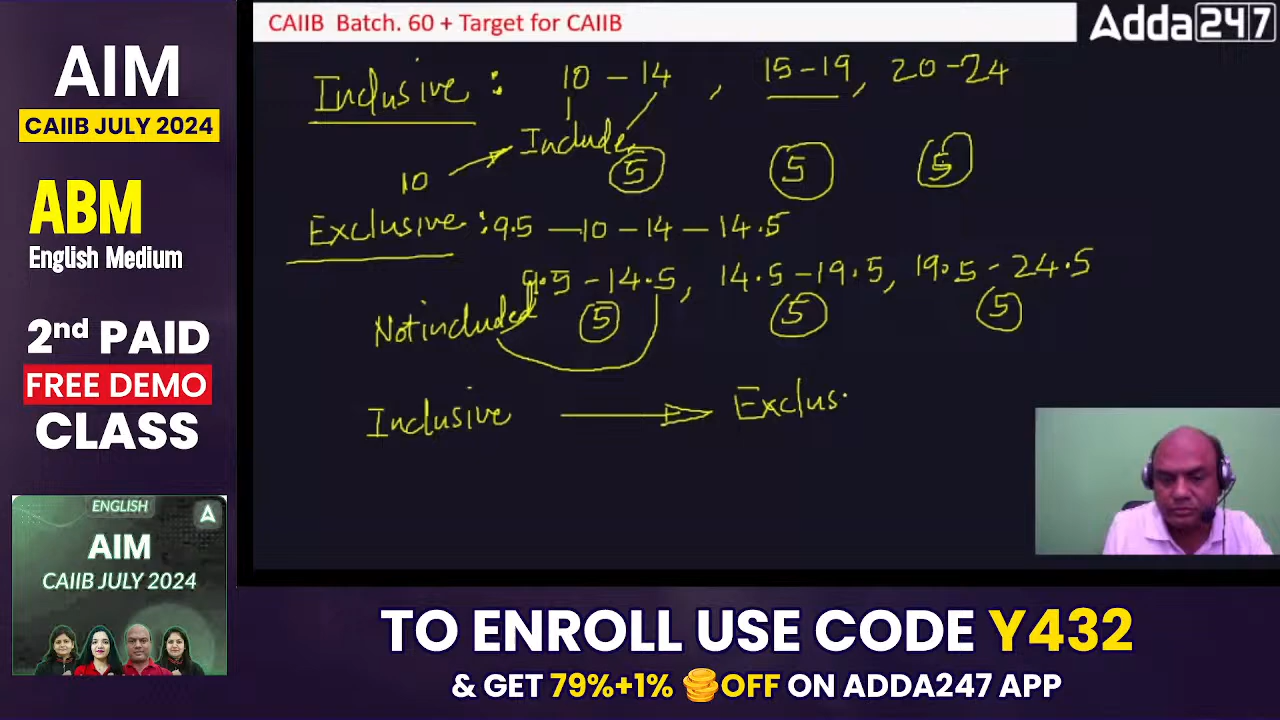 CAIIB Batch. 60 + Target for CAIIB
Adda247
AIM
CAIIB JULY 2024
ABM
English Medium
2nd PAID
FREE DEMO
CLASS
ENGLISH
A
AIM
CAIIB JULY 2024
Inclusive : 10 – 14 , 15 – 19 , 20 – 24
Include
10 5 5 5
Exclusive : 9.5 — 10 – 14 – 14.5
9.5 – 14.5, 14.5 – 19.5, 19.5 – 24.5
Not included 5 5 5
Inclusive Exclus.
TO ENROLL USE CODE Y432
& GET 79%+1% OFF ON ADDA247 APP